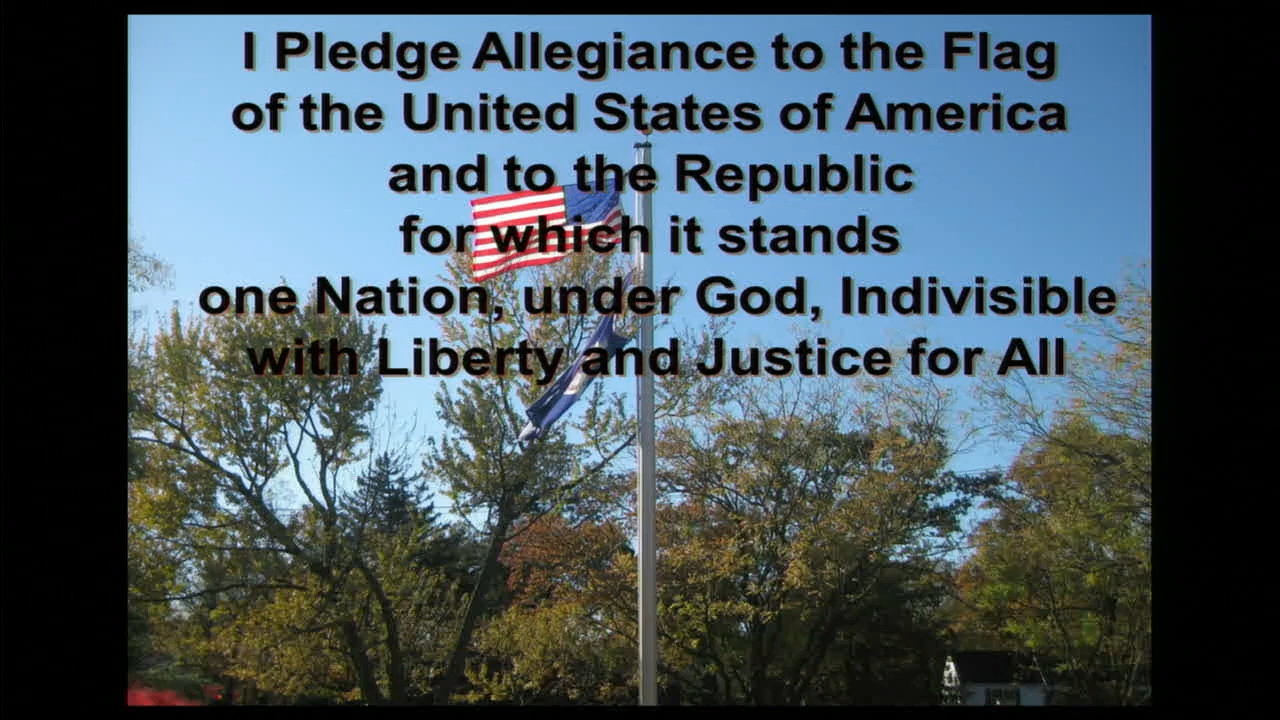 I Pledge Allegiance to the Flag
of the United States of America
and to the Republic
for which it stands
one Nation, under God, Indivisible
with Liberty and Justice for All